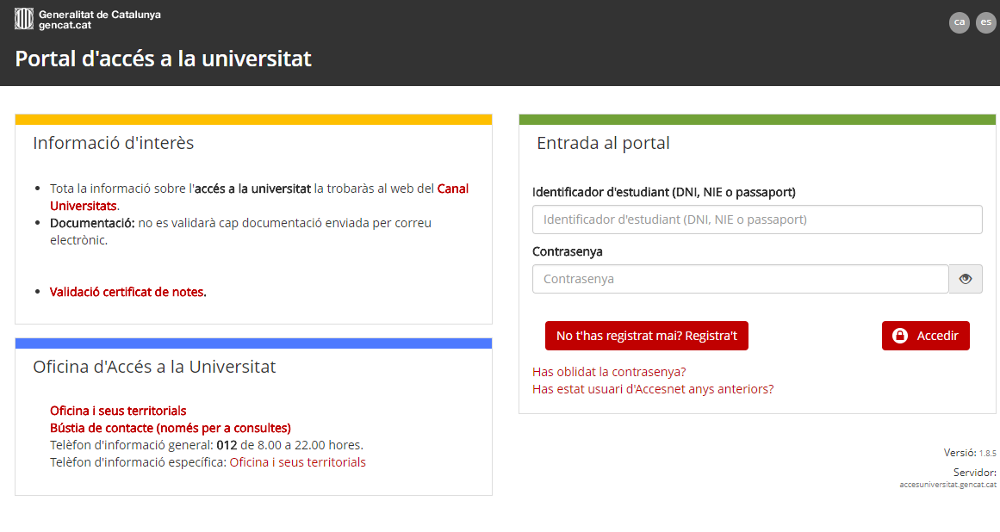 Generalitat de Catalunya
gencat.cat
ca
es
Portal d'accés a la universitat
Informació d'interès
Tota la informació sobre l'accés a la universitat la trobaràs al web del Canal
Universitats.
Documentació: no es validarà cap documentació enviada per correu
electrònic.
Validació certificat de notes.
Oficina d'Accés a la Universitat
Oficina i seus territorials
Bústia de contacte (només per a consultes)
Telèfon d'informació general: 012 de 8.00 a 22.00 hores.
Telèfon d'informació específica: Oficina i seus territorials
Entrada al portal
Identificador d'estudiant (DNI, NIE o passaport)
Identificador d'estudiant (DNI, NIE o passaport)
Contrasenya
Contrasenya
No t'has registrat mai? Registra't
Accedir
Has oblidat la contrasenya?
Has estat usuari d'Accesnet anys anteriors?
Versió: 1.8.5
Servidor:
accesuniversitat.gencat.cat